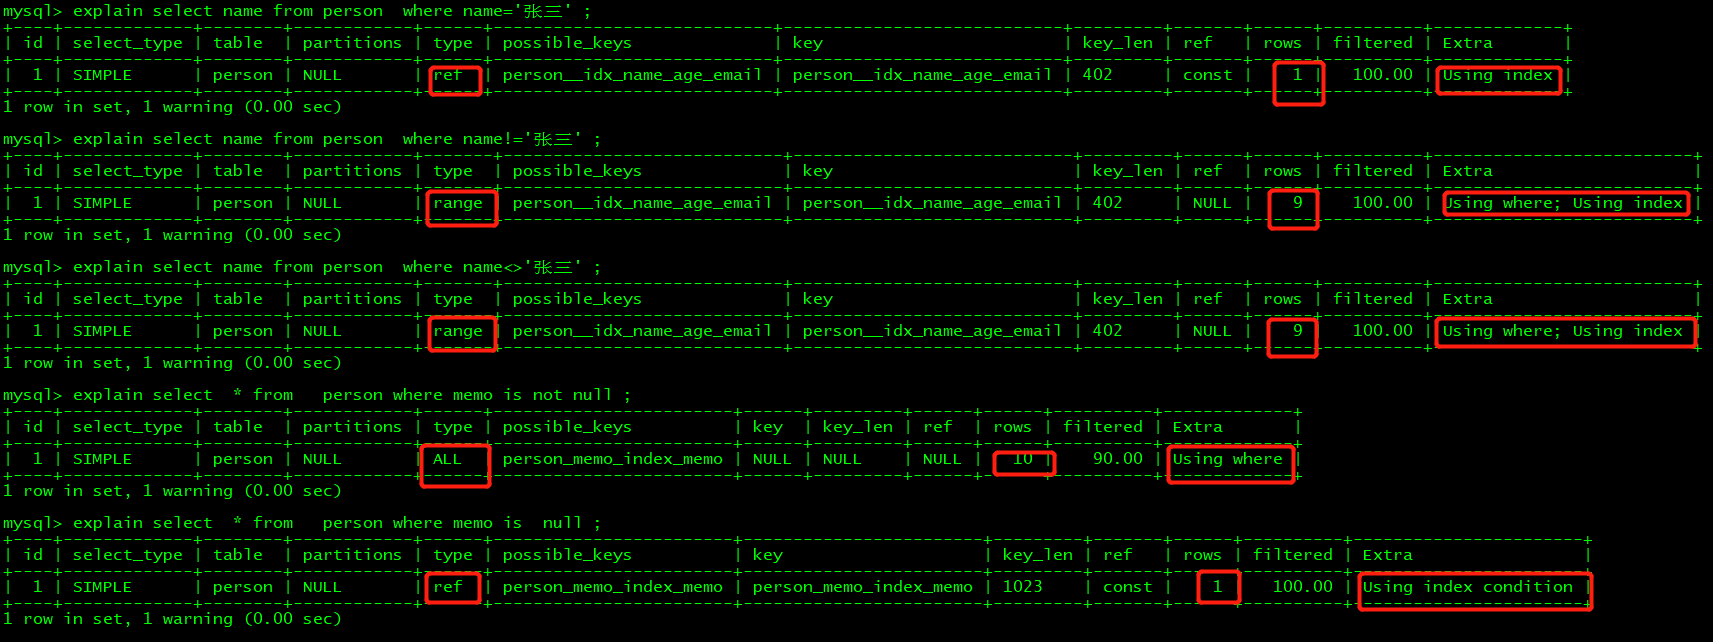 mysql> explain select name from person  where name='张三' ;
+----+-------------+--------+------------+------+----------------------------+----------------------------+---------+-------+------+----------+-------------+
| id | select_type | table  | partitions | type | possible_keys              | key                        | key_len | ref   | rows | filtered | Extra       |
+----+-------------+--------+------------+------+----------------------------+----------------------------+---------+-------+------+----------+-------------+
|  1 | SIMPLE      | person | NULL       | ref  | person__idx_name_age_email | person__idx_name_age_email | 402     | const |    1 |   100.00 | Using index |
+----+-------------+--------+------------+------+----------------------------+----------------------------+---------+-------+------+----------+-------------+
1 row in set, 1 warning (0.00 sec)
mysql> explain select name from person  where name!='张三' ;
+----+-------------+--------+------------+-------+----------------------------+----------------------------+---------+------+------+----------+--------------------------+
| id | select_type | table  | partitions | type  | possible_keys              | key                        | key_len | ref  | rows | filtered | Extra                    |
+----+-------------+--------+------------+-------+----------------------------+----------------------------+---------+------+------+----------+--------------------------+
|  1 | SIMPLE      | person | NULL       | range | person__idx_name_age_email | person__idx_name_age_email | 402     | NULL |    9 |   100.00 | Using where; Using index |
+----+-------------+--------+------------+-------+----------------------------+----------------------------+---------+------+------+----------+--------------------------+
1 row in set, 1 warning (0.00 sec)
mysql> explain select name from person  where name<>'张三' ;
+----+-------------+--------+------------+-------+----------------------------+----------------------------+---------+------+------+----------+--------------------------+
| id | select_type | table  | partitions | type  | possible_keys              | key                        | key_len | ref  | rows | filtered | Extra                    |
+----+-------------+--------+------------+-------+----------------------------+----------------------------+---------+------+------+----------+--------------------------+
|  1 | SIMPLE      | person | NULL       | range | person__idx_name_age_email | person__idx_name_age_email | 402     | NULL |    9 |   100.00 | Using where; Using index |
+----+-------------+--------+------------+-------+----------------------------+----------------------------+---------+------+------+----------+--------------------------+
1 row in set, 1 warning (0.00 sec)
mysql> explain select  * from   person where memo is not null ;
+----+-------------+--------+------------+------+------------------------+------+---------+------+------+----------+-------------+
| id | select_type | table  | partitions | type | possible_keys          | key  | key_len | ref  | rows | filtered | Extra       |
+----+-------------+--------+------------+------+------------------------+------+---------+------+------+----------+-------------+
|  1 | SIMPLE      | person | NULL       | ALL  | person_memo_index_memo | NULL | NULL    | NULL |   10 |    90.00 | Using where |
+----+-------------+--------+------------+------+------------------------+------+---------+------+------+----------+-------------+
1 row in set, 1 warning (0.00 sec)
mysql> explain select  * from   person where memo is  null ;
+----+-------------+--------+------------+------+------------------------+------------------------+---------+-------+------+----------+-----------------------+
| id | select_type | table  | partitions | type | possible_keys          | key                    | key_len | ref   | rows | filtered | Extra                 |
+----+-------------+--------+------------+------+------------------------+------------------------+---------+-------+------+----------+-----------------------+
|  1 | SIMPLE      | person | NULL       | ref  | person_memo_index_memo | person_memo_index_memo | 1023    | const |    1 |   100.00 | Using index condition |
+----+-------------+--------+------------+------+------------------------+------------------------+---------+-------+------+----------+-----------------------+
1 row in set, 1 warning (0.00 sec)